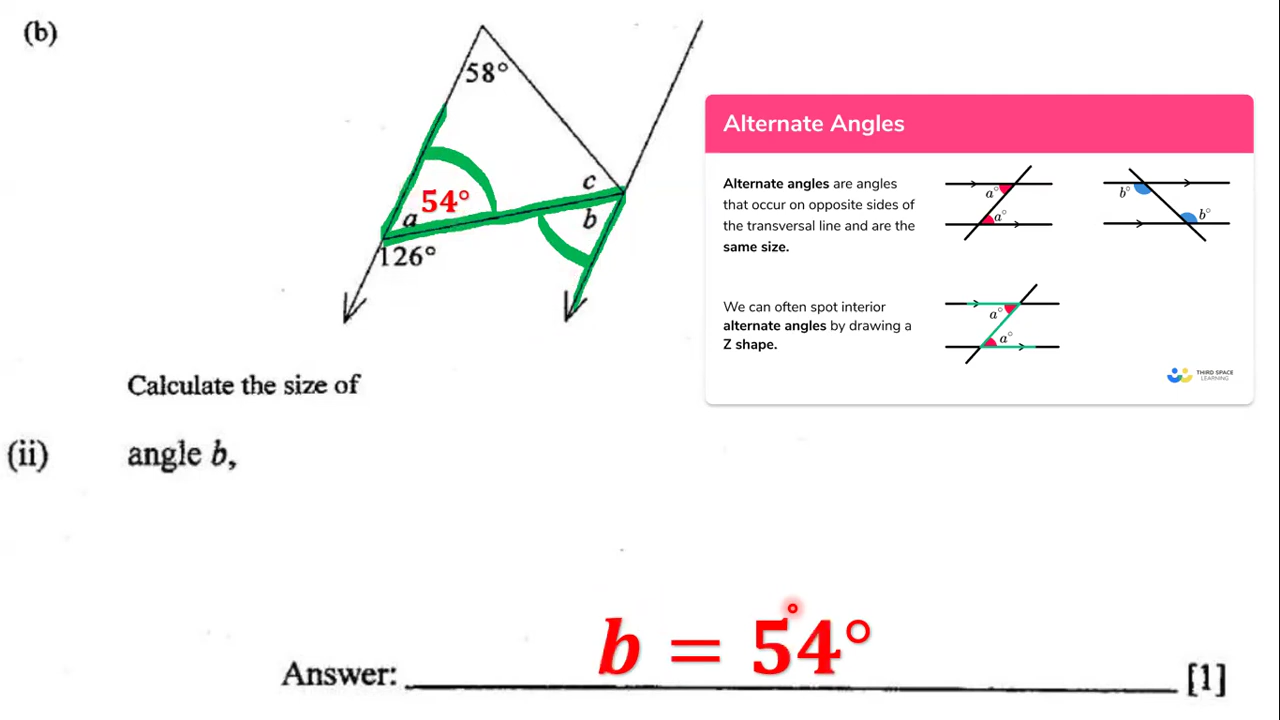 (b)
58°
c
54°
a
b
126°
Alternate Angles
Alternate angles are angles
that occur on opposite sides of
the transversal line and are the
same size.
a°
a°
b°
b°
We can often spot interior
alternate angles by drawing a
Z shape.
a°
a°
THIRD SPACE
LEARNING
Calculate the size of
(ii) angle b,
b = 54°
Answer: [1]